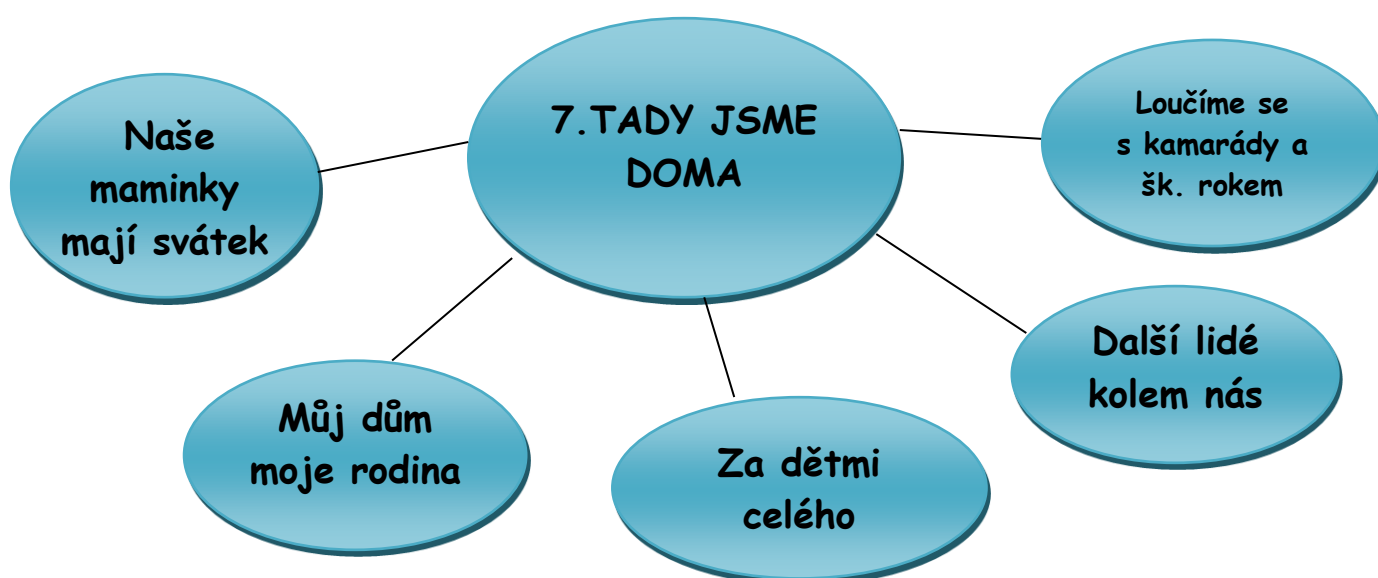 7.TADY JSME
DOMA
Naše
maminky
mají svátek
Loučíme se
s kamarády a
šk. rokem
Další lidé
kolem nás
Můj dům
moje rodina
Za dětmi
celého